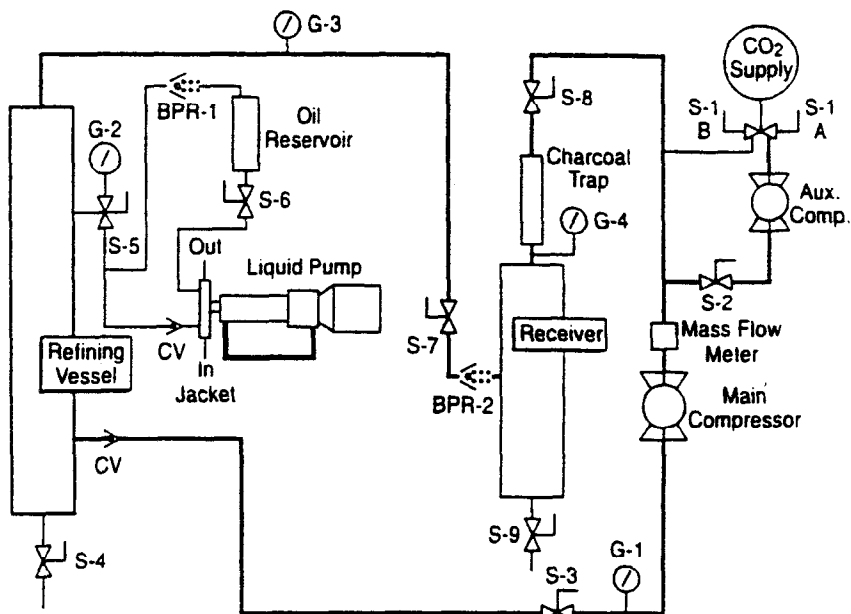 G-3
CO2
Supply
BPR-1
S-8
S-1
B
S-1
A
G-2
Oil
Reservoir
Charcoal
Trap
Aux.
Comp.
S-6
G-4
S-5
Out
Liquid Pump
S-2
Receiver
Mass Flow
Meter
CV
S-7
Refining
Vessel
In
Jacket
BPR-2
Main
Compressor
CV
S-4
S-9
S-3
G-1